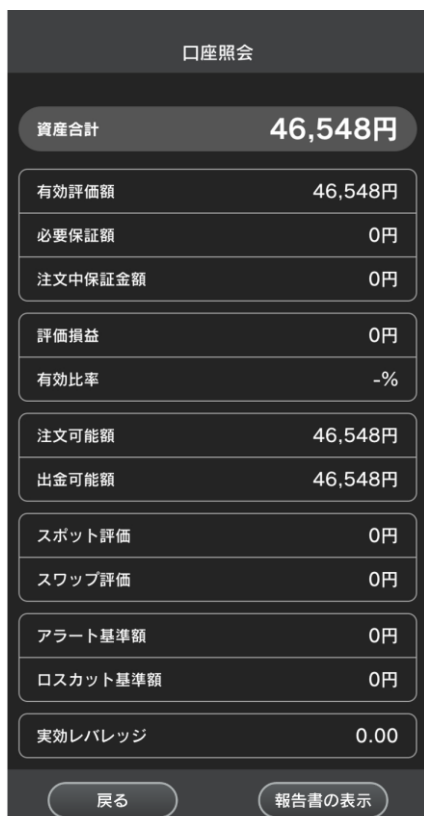 口座照会
資産合計 46,548円
有効評価額 46,548円
必要保証額 0円
注文中保証金額 0円
評価損益 0円
有効比率 -%
注文可能額 46,548円
出金可能額 46,548円
スポット評価 0円
スワップ評価 0円
アラート基準額 0円
ロスカット基準額 0円
実効レバレッジ 0.00
戻る 報告書の表示